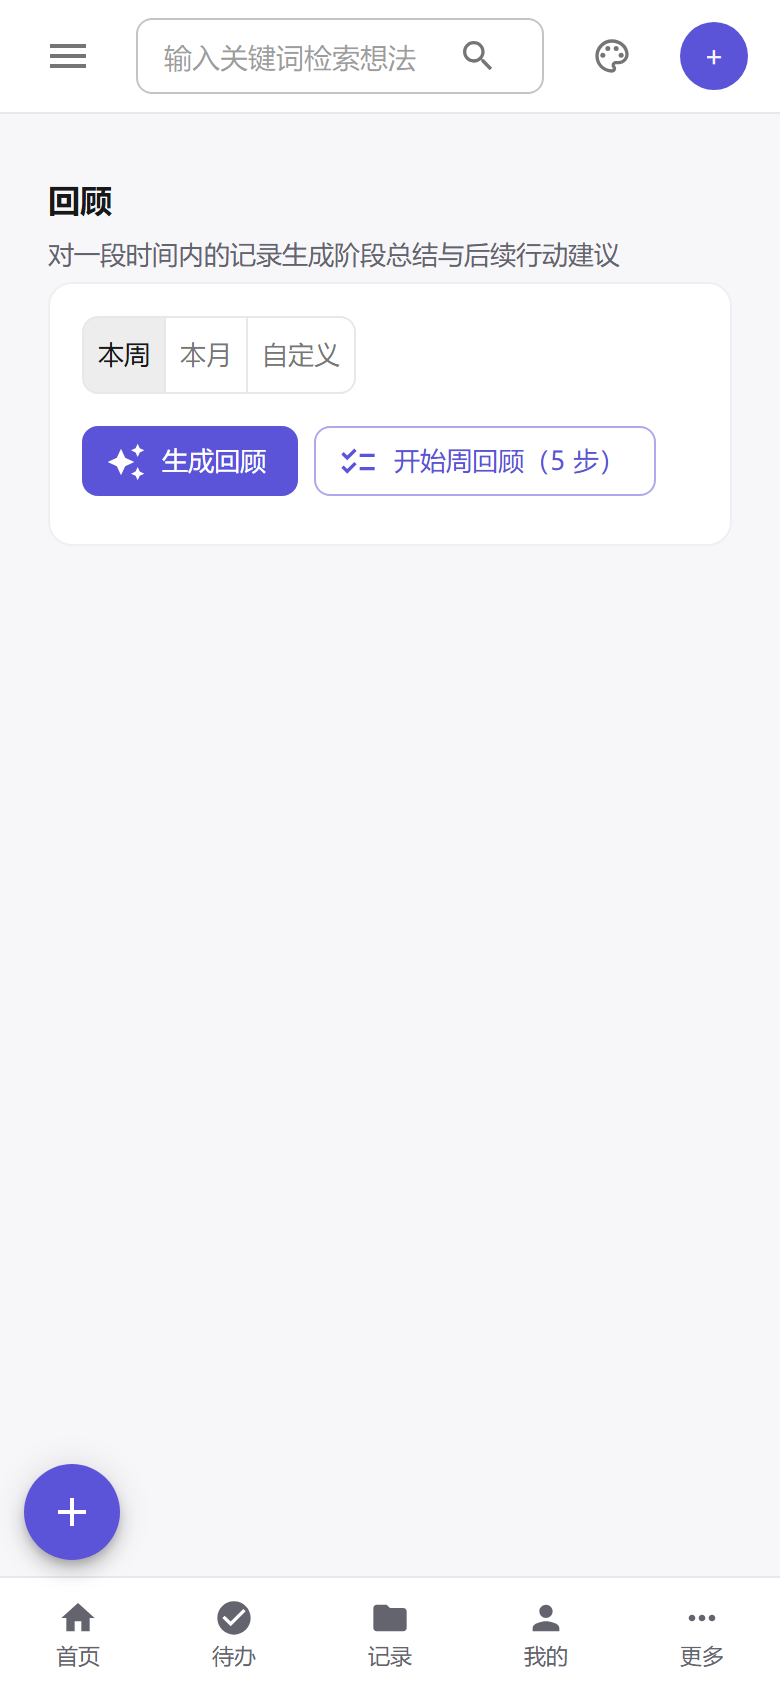 输入关键词检索想法
+
回顾
对一段时间内的记录生成阶段总结与后续行动建议
本周 本月 自定义
生成回顾 开始周回顾（5 步）
首页 待办 记录 我的 更多